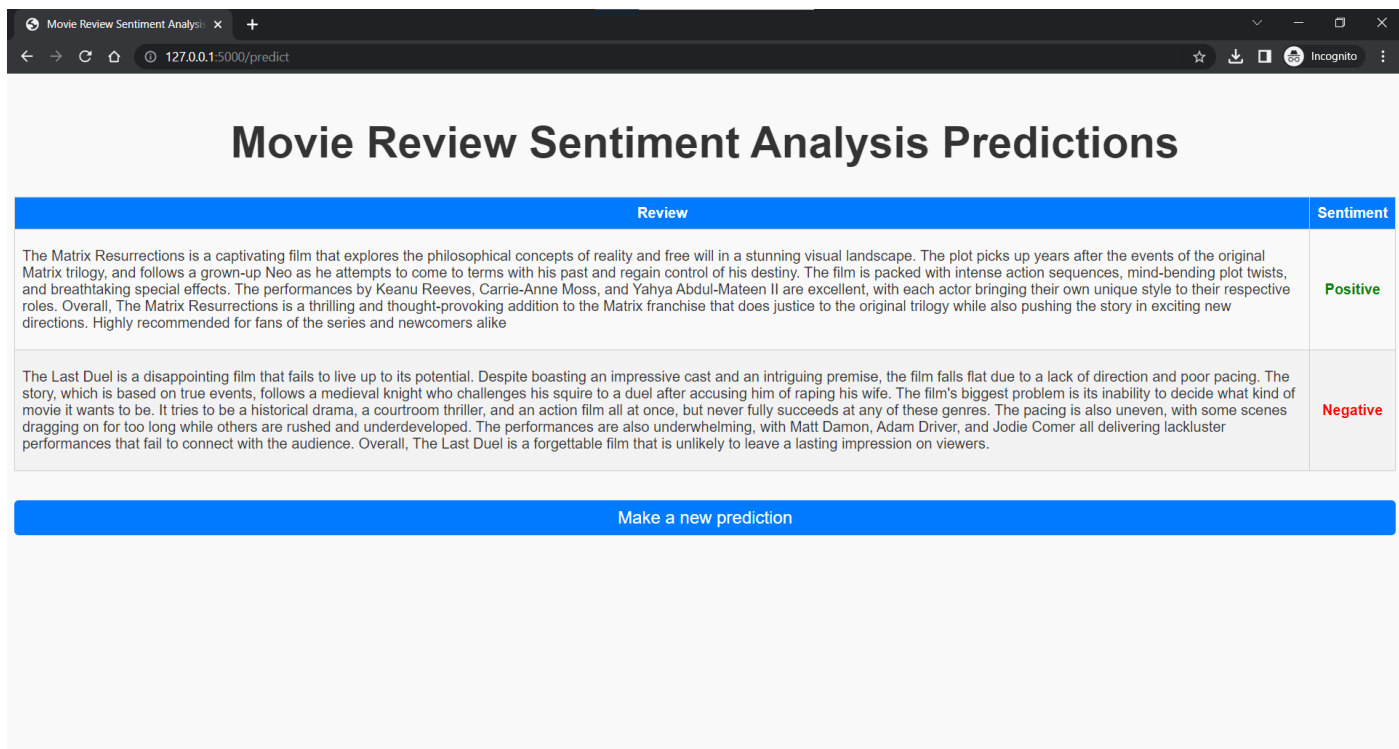 Movie Review Sentiment Analysis
127.0.0.1:5000/predict
Incognito
Movie Review Sentiment Analysis Predictions
Review
Sentiment
The Matrix Resurrections is a captivating film that explores the philosophical concepts of reality and free will in a stunning visual landscape. The plot picks up years after the events of the original
Matrix trilogy, and follows a grown-up Neo as he attempts to come to terms with his past and regain control of his destiny. The film is packed with intense action sequences, mind-bending plot twists,
and breathtaking special effects. The performances by Keanu Reeves, Carrie-Anne Moss, and Yahya Abdul-Mateen II are excellent, with each actor bringing their own unique style to their respective
roles. Overall, The Matrix Resurrections is a thrilling and thought-provoking addition to the Matrix franchise that does justice to the original trilogy while also pushing the story in exciting new
directions. Highly recommended for fans of the series and newcomers alike
Positive
The Last Duel is a disappointing film that fails to live up to its potential. Despite boasting an impressive cast and an intriguing premise, the film falls flat due to a lack of direction and poor pacing. The
story, which is based on true events, follows a medieval knight who challenges his squire to a duel after accusing him of raping his wife. The film's biggest problem is its inability to decide what kind of
movie it wants to be. It tries to be a historical drama, a courtroom thriller, and an action film all at once, but never fully succeeds at any of these genres. The pacing is also uneven, with some scenes
dragging on for too long while others are rushed and underdeveloped. The performances are also underwhelming, with Matt Damon, Adam Driver, and Jodie Comer all delivering lackluster
performances that fail to connect with the audience. Overall, The Last Duel is a forgettable film that is unlikely to leave a lasting impression on viewers.
Negative
Make a new prediction